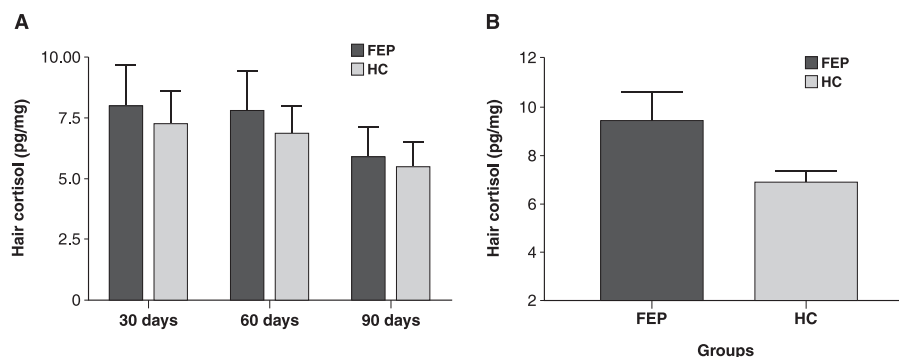 A
Hair cortisol (pg/mg)
10.00
7.5
5.0
2.5
0
FEP
HC
30 days
60 days
90 days
B
Hair cortisol (pg/mg)
12
10
8
6
4
2
FEP
HC
FEP
HC
Groups